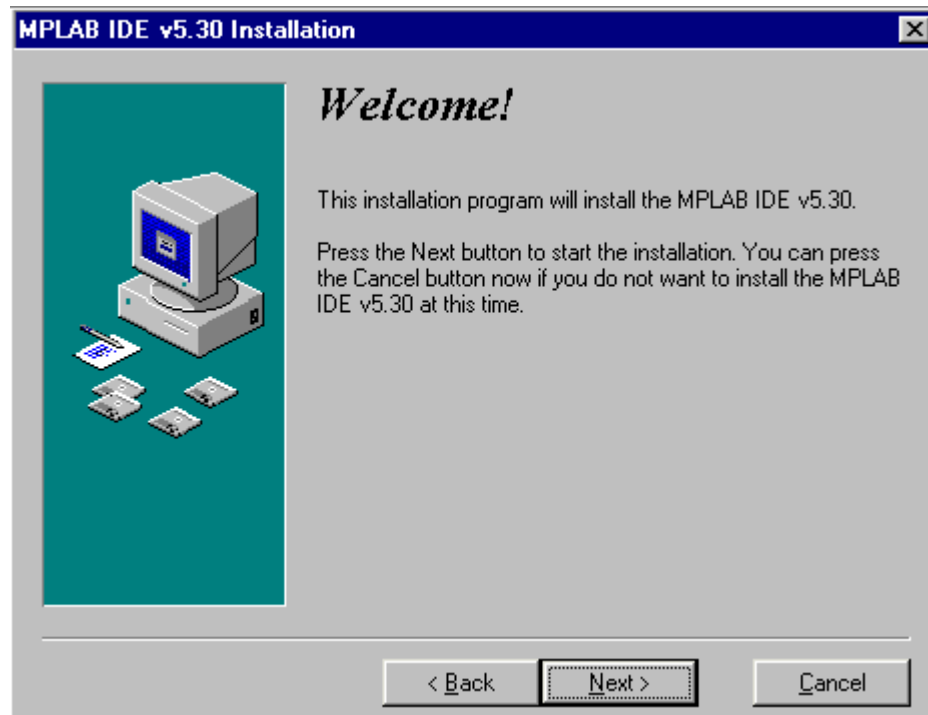 MPLAB IDE v5.30 Installation
Welcome!
This installation program will install the MPLAB IDE v5.30.
Press the Next button to start the installation. You can press
the Cancel button now if you do not want to install the MPLAB
IDE v5.30 at this time.
< Back
Next >
Cancel